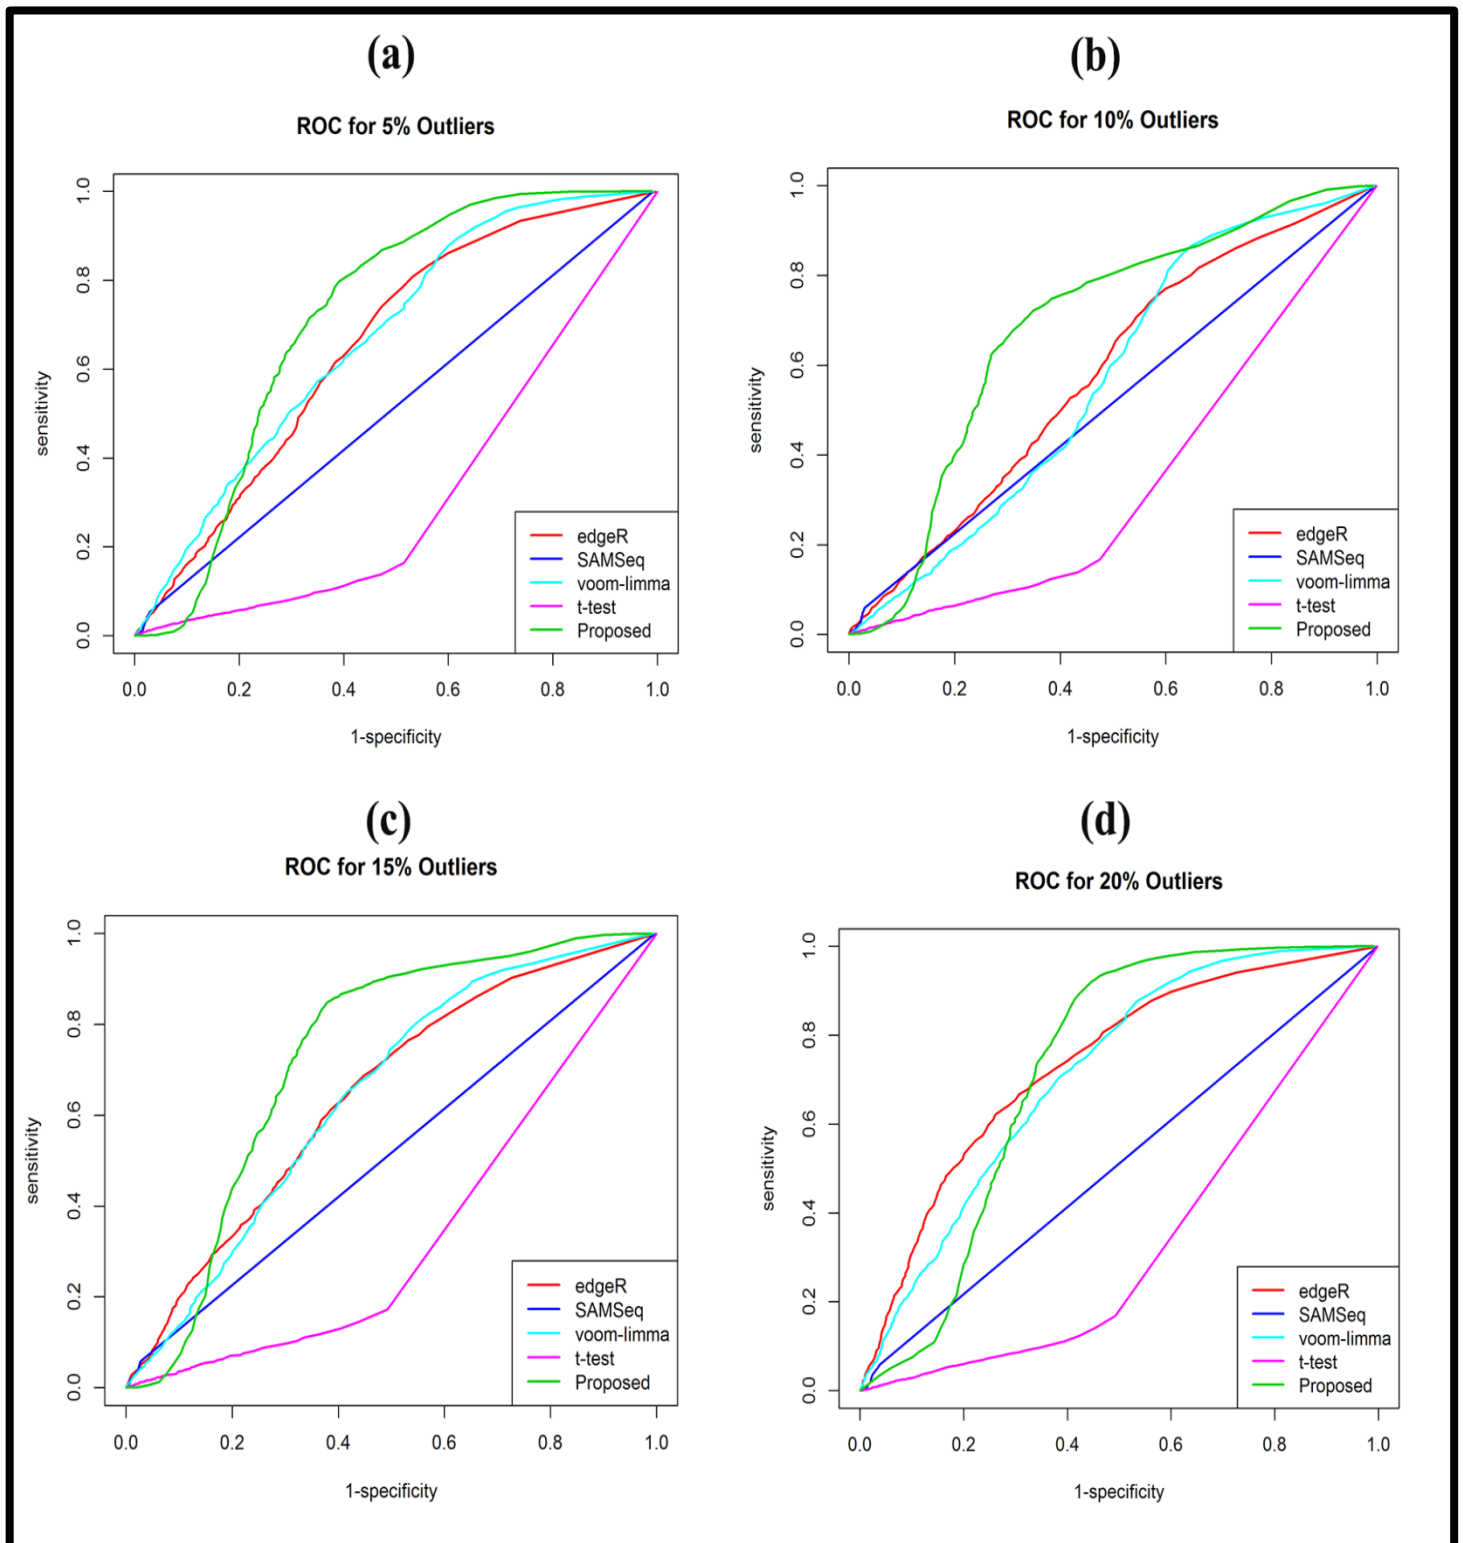 (a)
ROC for 5% Outliers
sensitivity
0.0 0.2 0.4 0.6 0.8 1.0
edgeR
SAMSeq
voom-limma
t-test
Proposed
0.0 0.2 0.4 0.6 0.8 1.0
1-specificity
(b)
ROC for 10% Outliers
sensitivity
0.0 0.2 0.4 0.6 0.8 1.0
edgeR
SAMSeq
voom-limma
t-test
Proposed
0.0 0.2 0.4 0.6 0.8 1.0
1-specificity
(c)
ROC for 15% Outliers
sensitivity
0.0 0.2 0.4 0.6 0.8 1.0
edgeR
SAMSeq
voom-limma
t-test
Proposed
0.0 0.2 0.4 0.6 0.8 1.0
1-specificity
(d)
ROC for 20% Outliers
sensitivity
0.0 0.2 0.4 0.6 0.8 1.0
edgeR
SAMSeq
voom-limma
t-test
Proposed
0.0 0.2 0.4 0.6 0.8 1.0
1-specificity